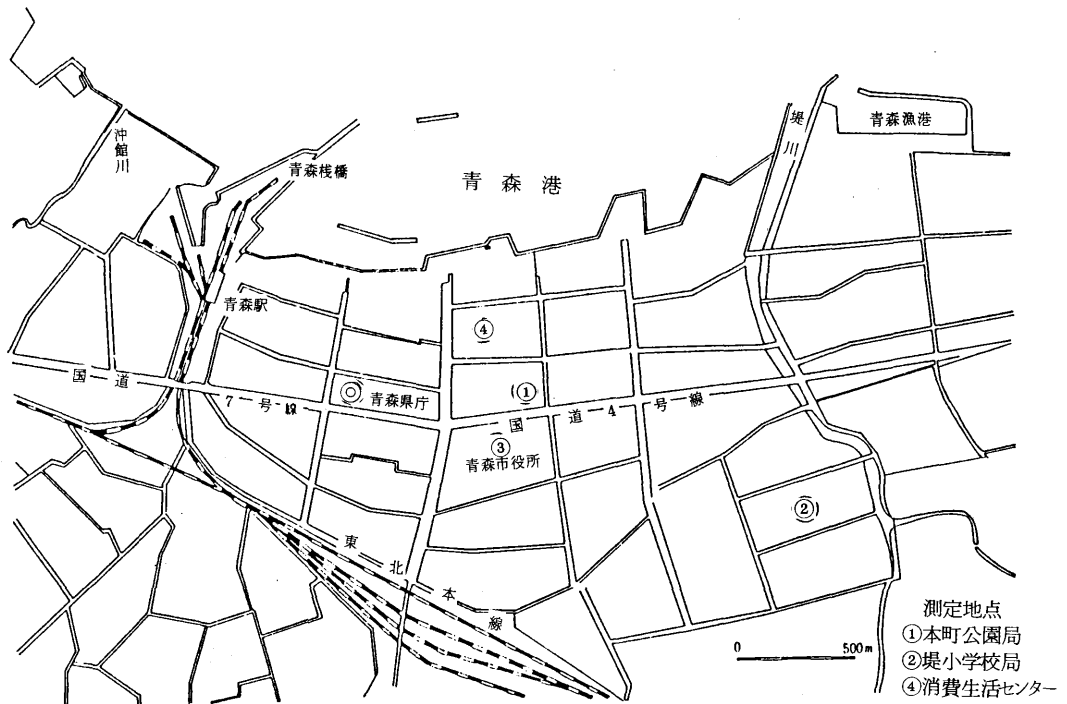 沖館川
青森桟橋
青森港
堤川
青森漁港
青森駅
④
国道7号線
◎青森県庁
①
国道4号線
③
青森市役所
②
東北本線
0 500m
測定地点
①本町公園局
②堤小学校局
④消費生活センター